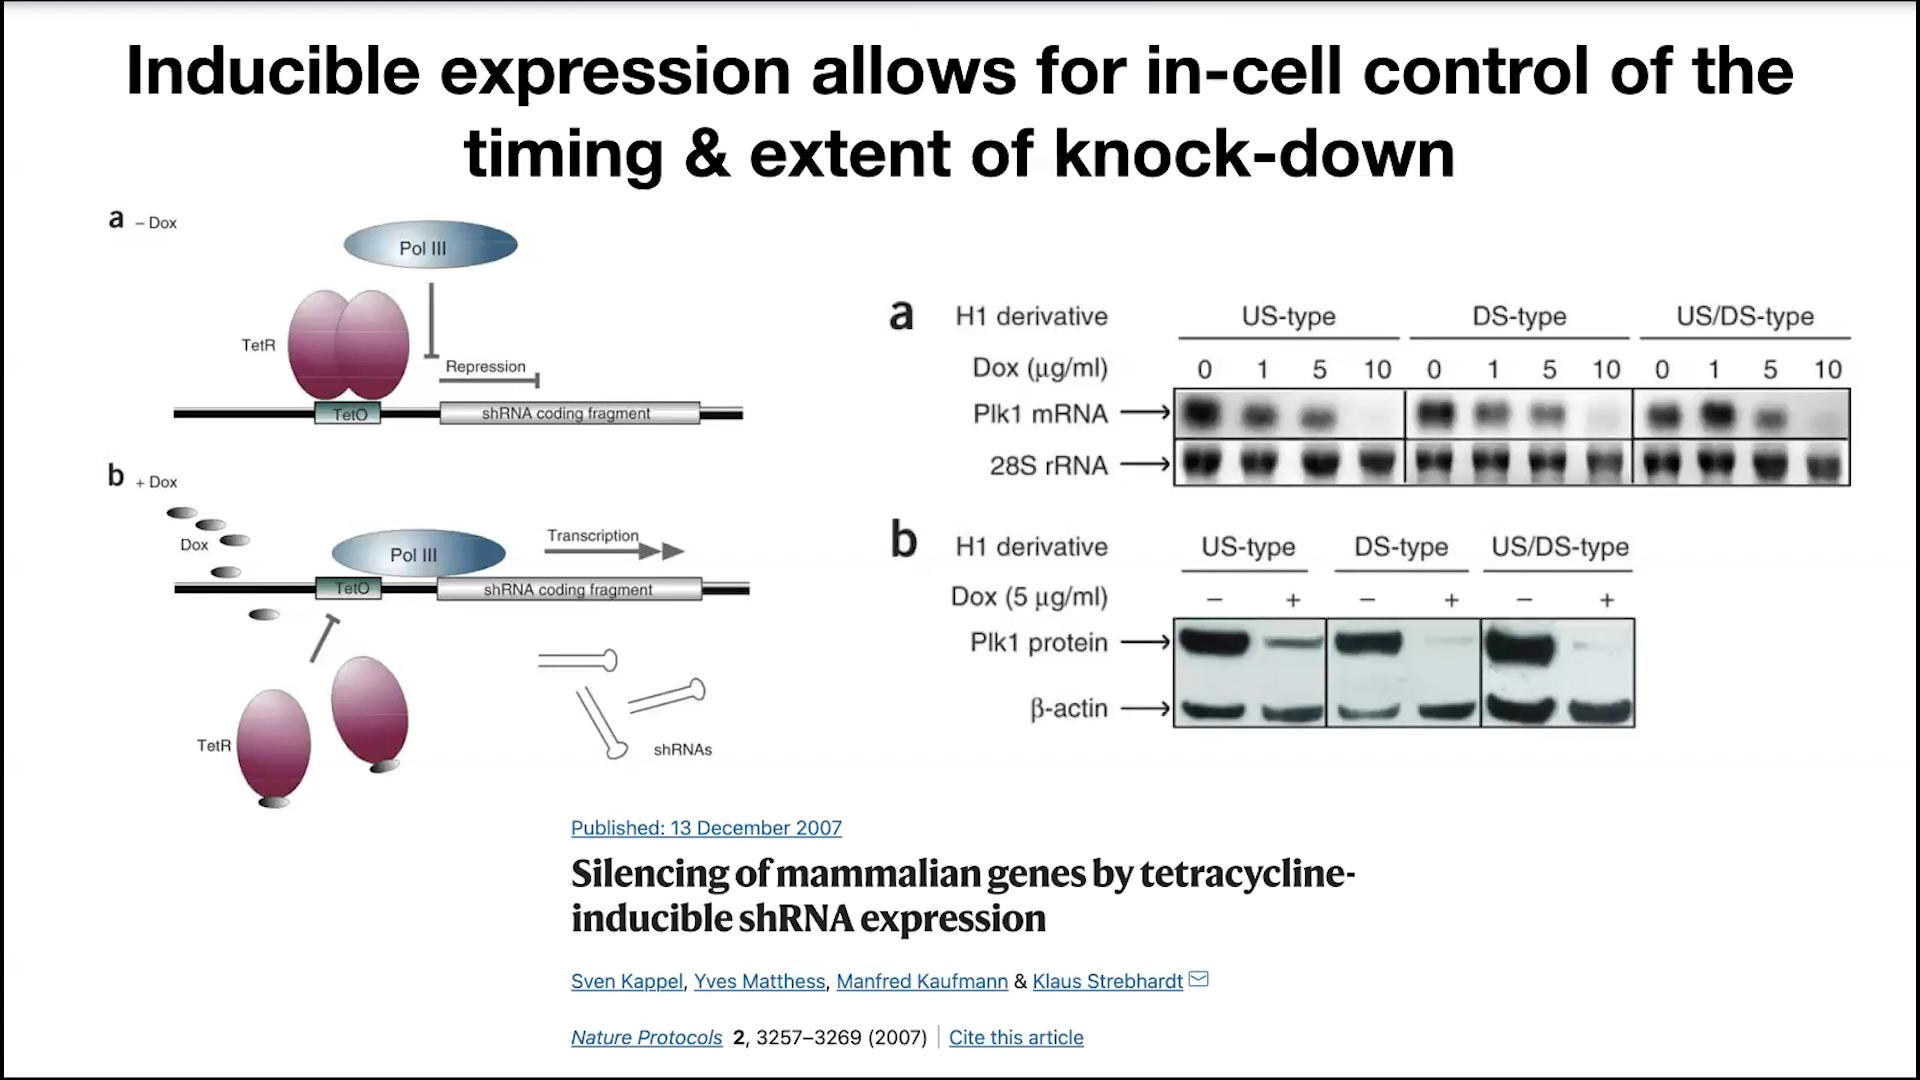 Inducible expression allows for in-cell control of the
timing & extent of knock-down
a – Dox
Pol III
TetR
Repression
TetO
shRNA coding fragment
b + Dox
Dox
Pol III
Transcription
TetO
shRNA coding fragment
TetR
shRNAs
a H1 derivative US-type DS-type US/DS-type
Dox (μg/ml) 0 1 5 10 0 1 5 10 0 1 5 10
Plk1 mRNA
28S rRNA
b H1 derivative US-type DS-type US/DS-type
Dox (5 μg/ml) – + – + – +
Plk1 protein
β-actin
Published: 13 December 2007
Silencing of mammalian genes by tetracycline-
inducible shRNA expression
Sven Kappel, Yves Matthess, Manfred Kaufmann & Klaus Strebhardt
Nature Protocols 2, 3257–3269 (2007) | Cite this article